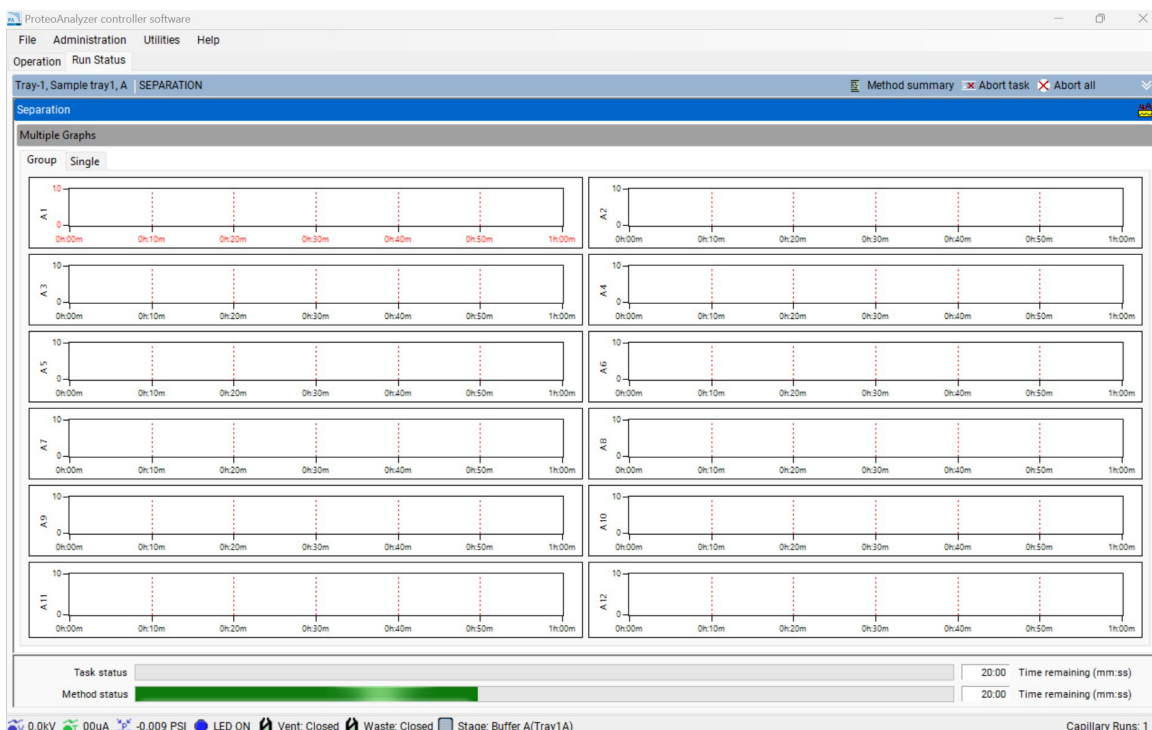 ProteoAnalyzer controller software
File Administration Utilities Help
Operation Run Status
Tray-1, Sample tray1, A SEPARATION Method summary Abort task Abort all
Separation
Multiple Graphs
Group Single
10 10
A1 A2
0 0
0h:00m 0h:10m 0h:20m 0h:30m 0h:40m 0h:50m 1h:00m 0h:00m 0h:10m 0h:20m 0h:30m 0h:40m 0h:50m 1h:00m
10 10
A3 A4
0 0
0h:00m 0h:10m 0h:20m 0h:30m 0h:40m 0h:50m 1h:00m 0h:00m 0h:10m 0h:20m 0h:30m 0h:40m 0h:50m 1h:00m
10 10
A5 A6
0 0
0h:00m 0h:10m 0h:20m 0h:30m 0h:40m 0h:50m 1h:00m 0h:00m 0h:10m 0h:20m 0h:30m 0h:40m 0h:50m 1h:00m
10 10
A7 A8
0 0
0h:00m 0h:10m 0h:20m 0h:30m 0h:40m 0h:50m 1h:00m 0h:00m 0h:10m 0h:20m 0h:30m 0h:40m 0h:50m 1h:00m
10 10
A9 A10
0 0
0h:00m 0h:10m 0h:20m 0h:30m 0h:40m 0h:50m 1h:00m 0h:00m 0h:10m 0h:20m 0h:30m 0h:40m 0h:50m 1h:00m
10 10
A11 A12
0 0
0h:00m 0h:10m 0h:20m 0h:30m 0h:40m 0h:50m 1h:00m 0h:00m 0h:10m 0h:20m 0h:30m 0h:40m 0h:50m 1h:00m
Task status 20:00 Time remaining (mm:ss)
Method status 20:00 Time remaining (mm:ss)
0.0kV 00uA -0.009 PSI LED ON Vent: Closed Waste: Closed Stage: Buffer A(Tray1A) Capillary Runs: 1